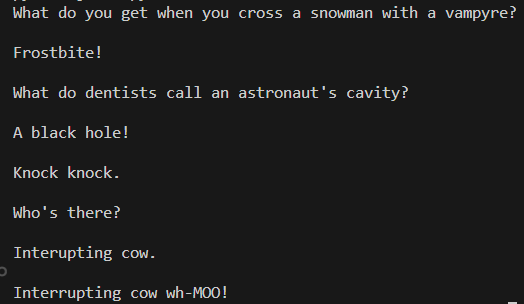 What do you get when you cross a snowman with a vampyre?
Frostbite!
What do dentists call an astronaut's cavity?
A black hole!
Knock knock.
Who's there?
Interupting cow.
Interrupting cow wh-MOO!